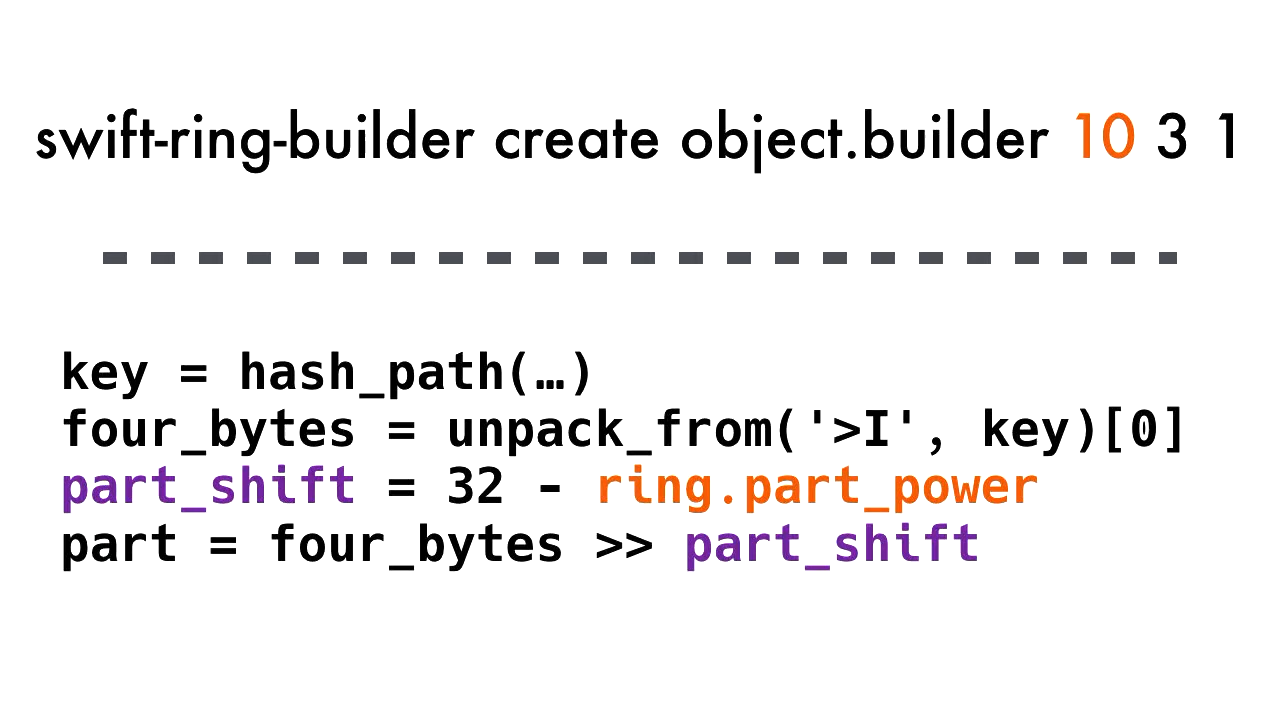 swift-ring-builder create object.builder 10 3 1
key = hash_path(…)
four_bytes = unpack_from('>I', key)[0]
part_shift = 32 - ring.part_power
part = four_bytes >> part_shift